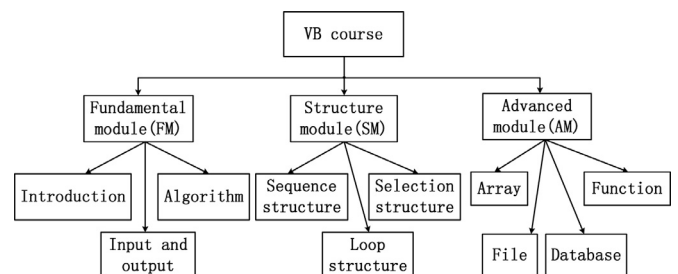 VB course
Fundamental
module(FM)
Structure
module(SM)
Advanced
module(AM)
Introduction
Algorithm
Sequence
structure
Selection
structure
Array
Function
Input and
output
Loop
structure
File
Database